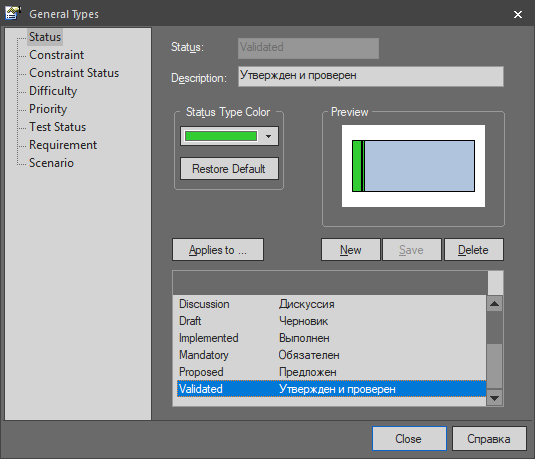 General Types
Status
Constraint
Constraint Status
Difficulty
Priority
Test Status
Requirement
Scenario
Status: Validated
Description: Утвержден и проверен
Status Type Color
Restore Default
Preview
Applies to ...
New
Save
Delete
Discussion Дискуссия
Draft Черновик
Implemented Выполнен
Mandatory Обязателен
Proposed Предложен
Validated Утвержден и проверен
Close
Справка